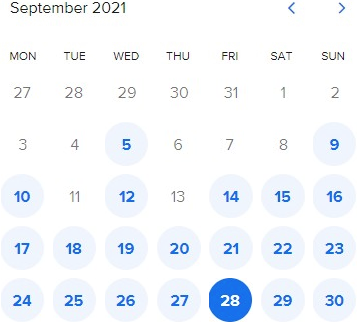 September 2021
MON TUE WED THU FRI SAT SUN
27 28 29 30 31 1 2
3 4 5 6 7 8 9
10 11 12 13 14 15 16
17 18 19 20 21 22 23
24 25 26 27 28 29 30